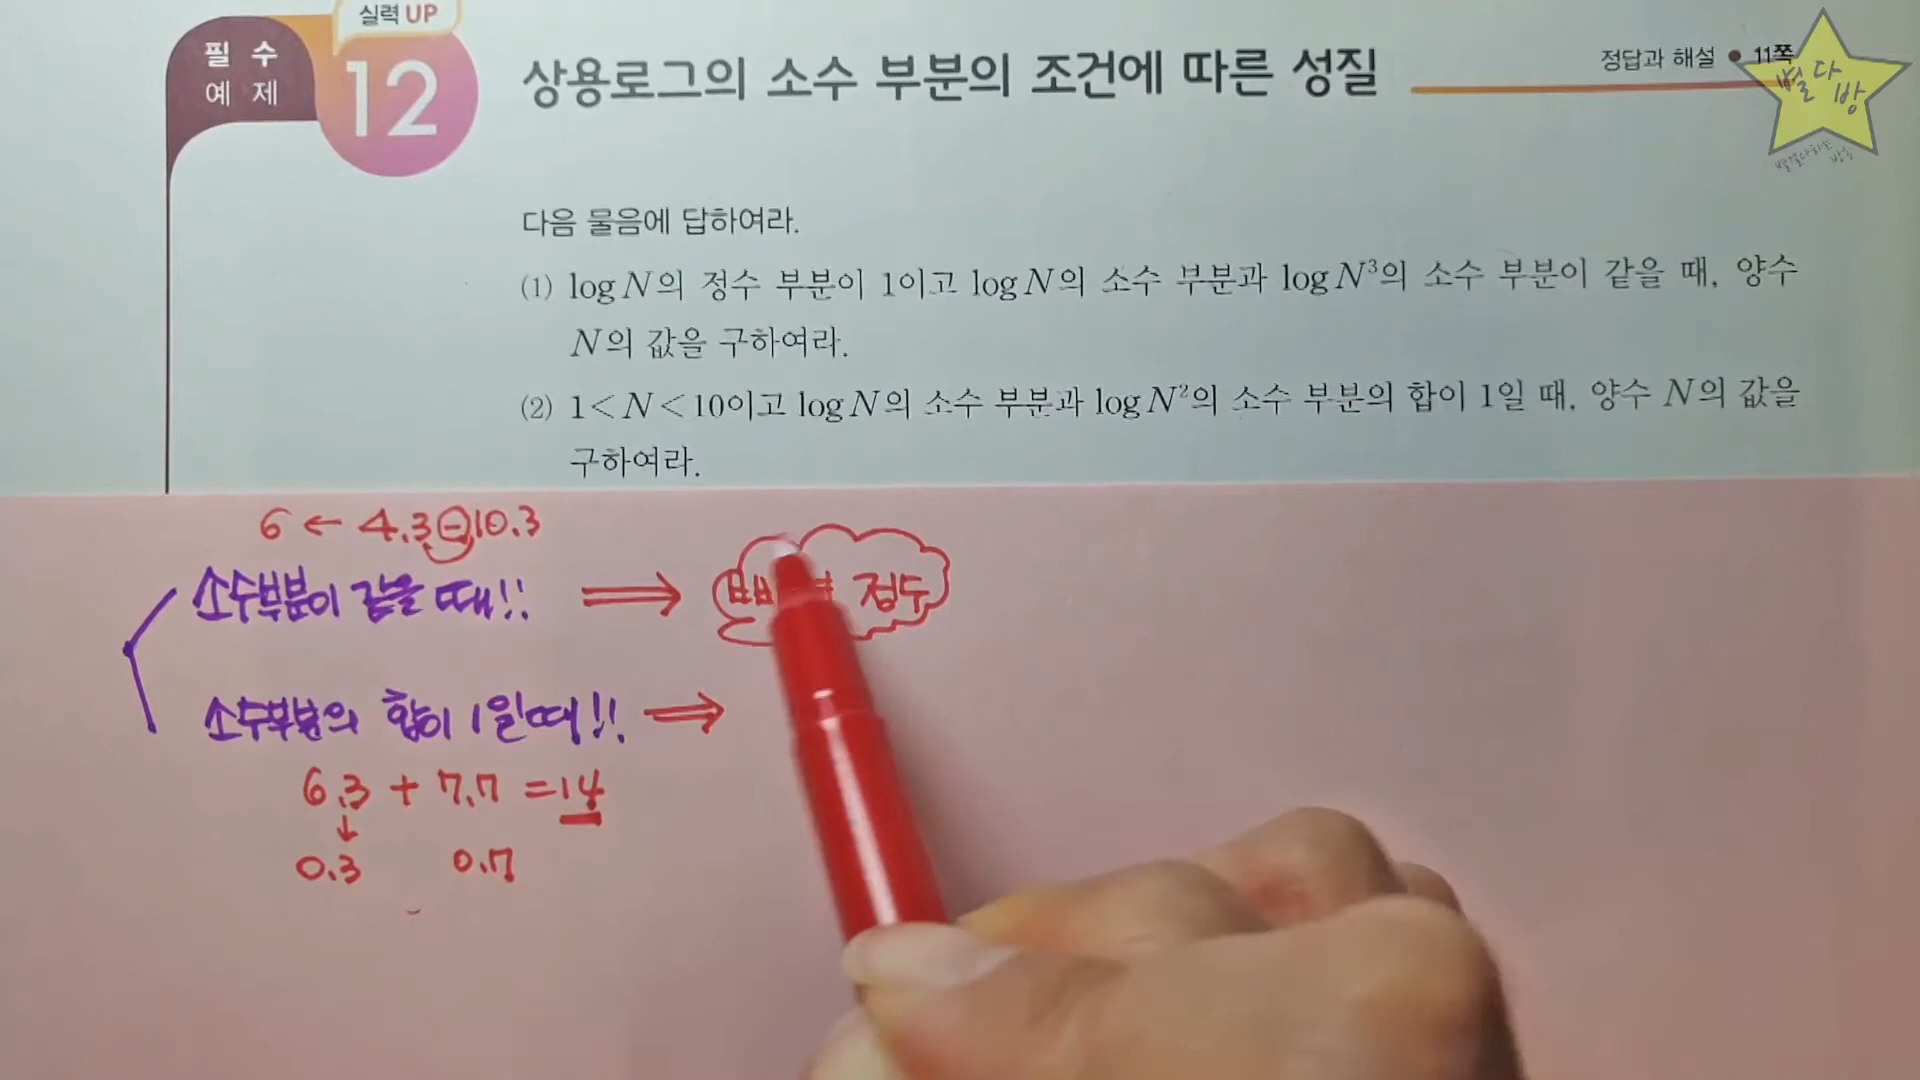 실력 UP
필수
예제
12
상용로그의 소수 부분의 조건에 따른 성질
정답과 해설 ● 11쪽
별다방
다음 물음에 답하여라.
(1) log N의 정수 부분이 1이고 log N의 소수 부분과 log N³의 소수 부분이 같을 때, 양수
N의 값을 구하여라.
(2) 1<N<10이고 log N의 소수 부분과 log N²의 소수 부분의 합이 1일 때, 양수 N의 값을
구하여라.
6 ← 4.3 - 10.3
소수부분이 같을 때!! ⇒ 정수
소수부분의 합이 1일때!! ⇒
6.3 + 7.7 = 14
↓
0.3 0.7